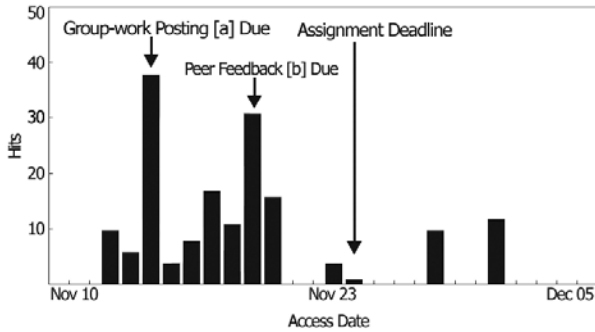 50
Group-work Posting [a] Due
Assignment Deadline
40
Peer Feedback [b] Due
30
Hits
20
10
Nov 10
Nov 23
Dec 05
Access Date